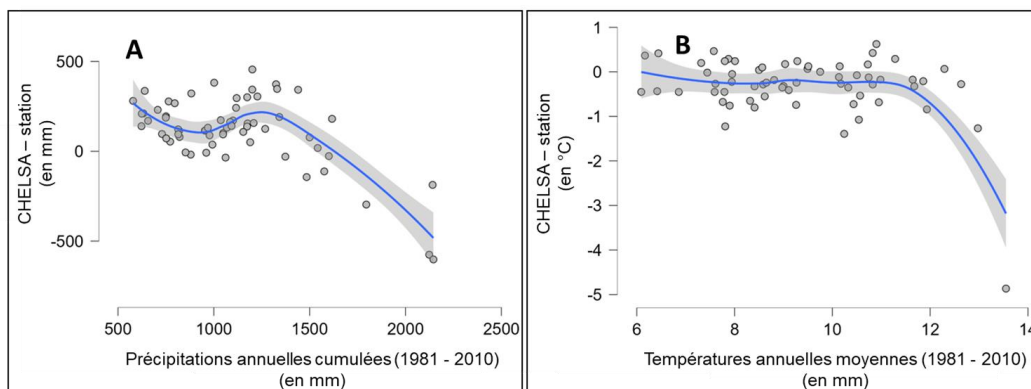 A
CHELSA – station
(en mm)
500
0
-500
500
1000
1500
2000
2500
Précipitations annuelles cumulées (1981 - 2010)
(en mm)
B
CHELSA – station
(en °C)
1
0
-1
-2
-3
-4
-5
6
8
10
12
14
Températures annuelles moyennes (1981 - 2010)
(en mm)